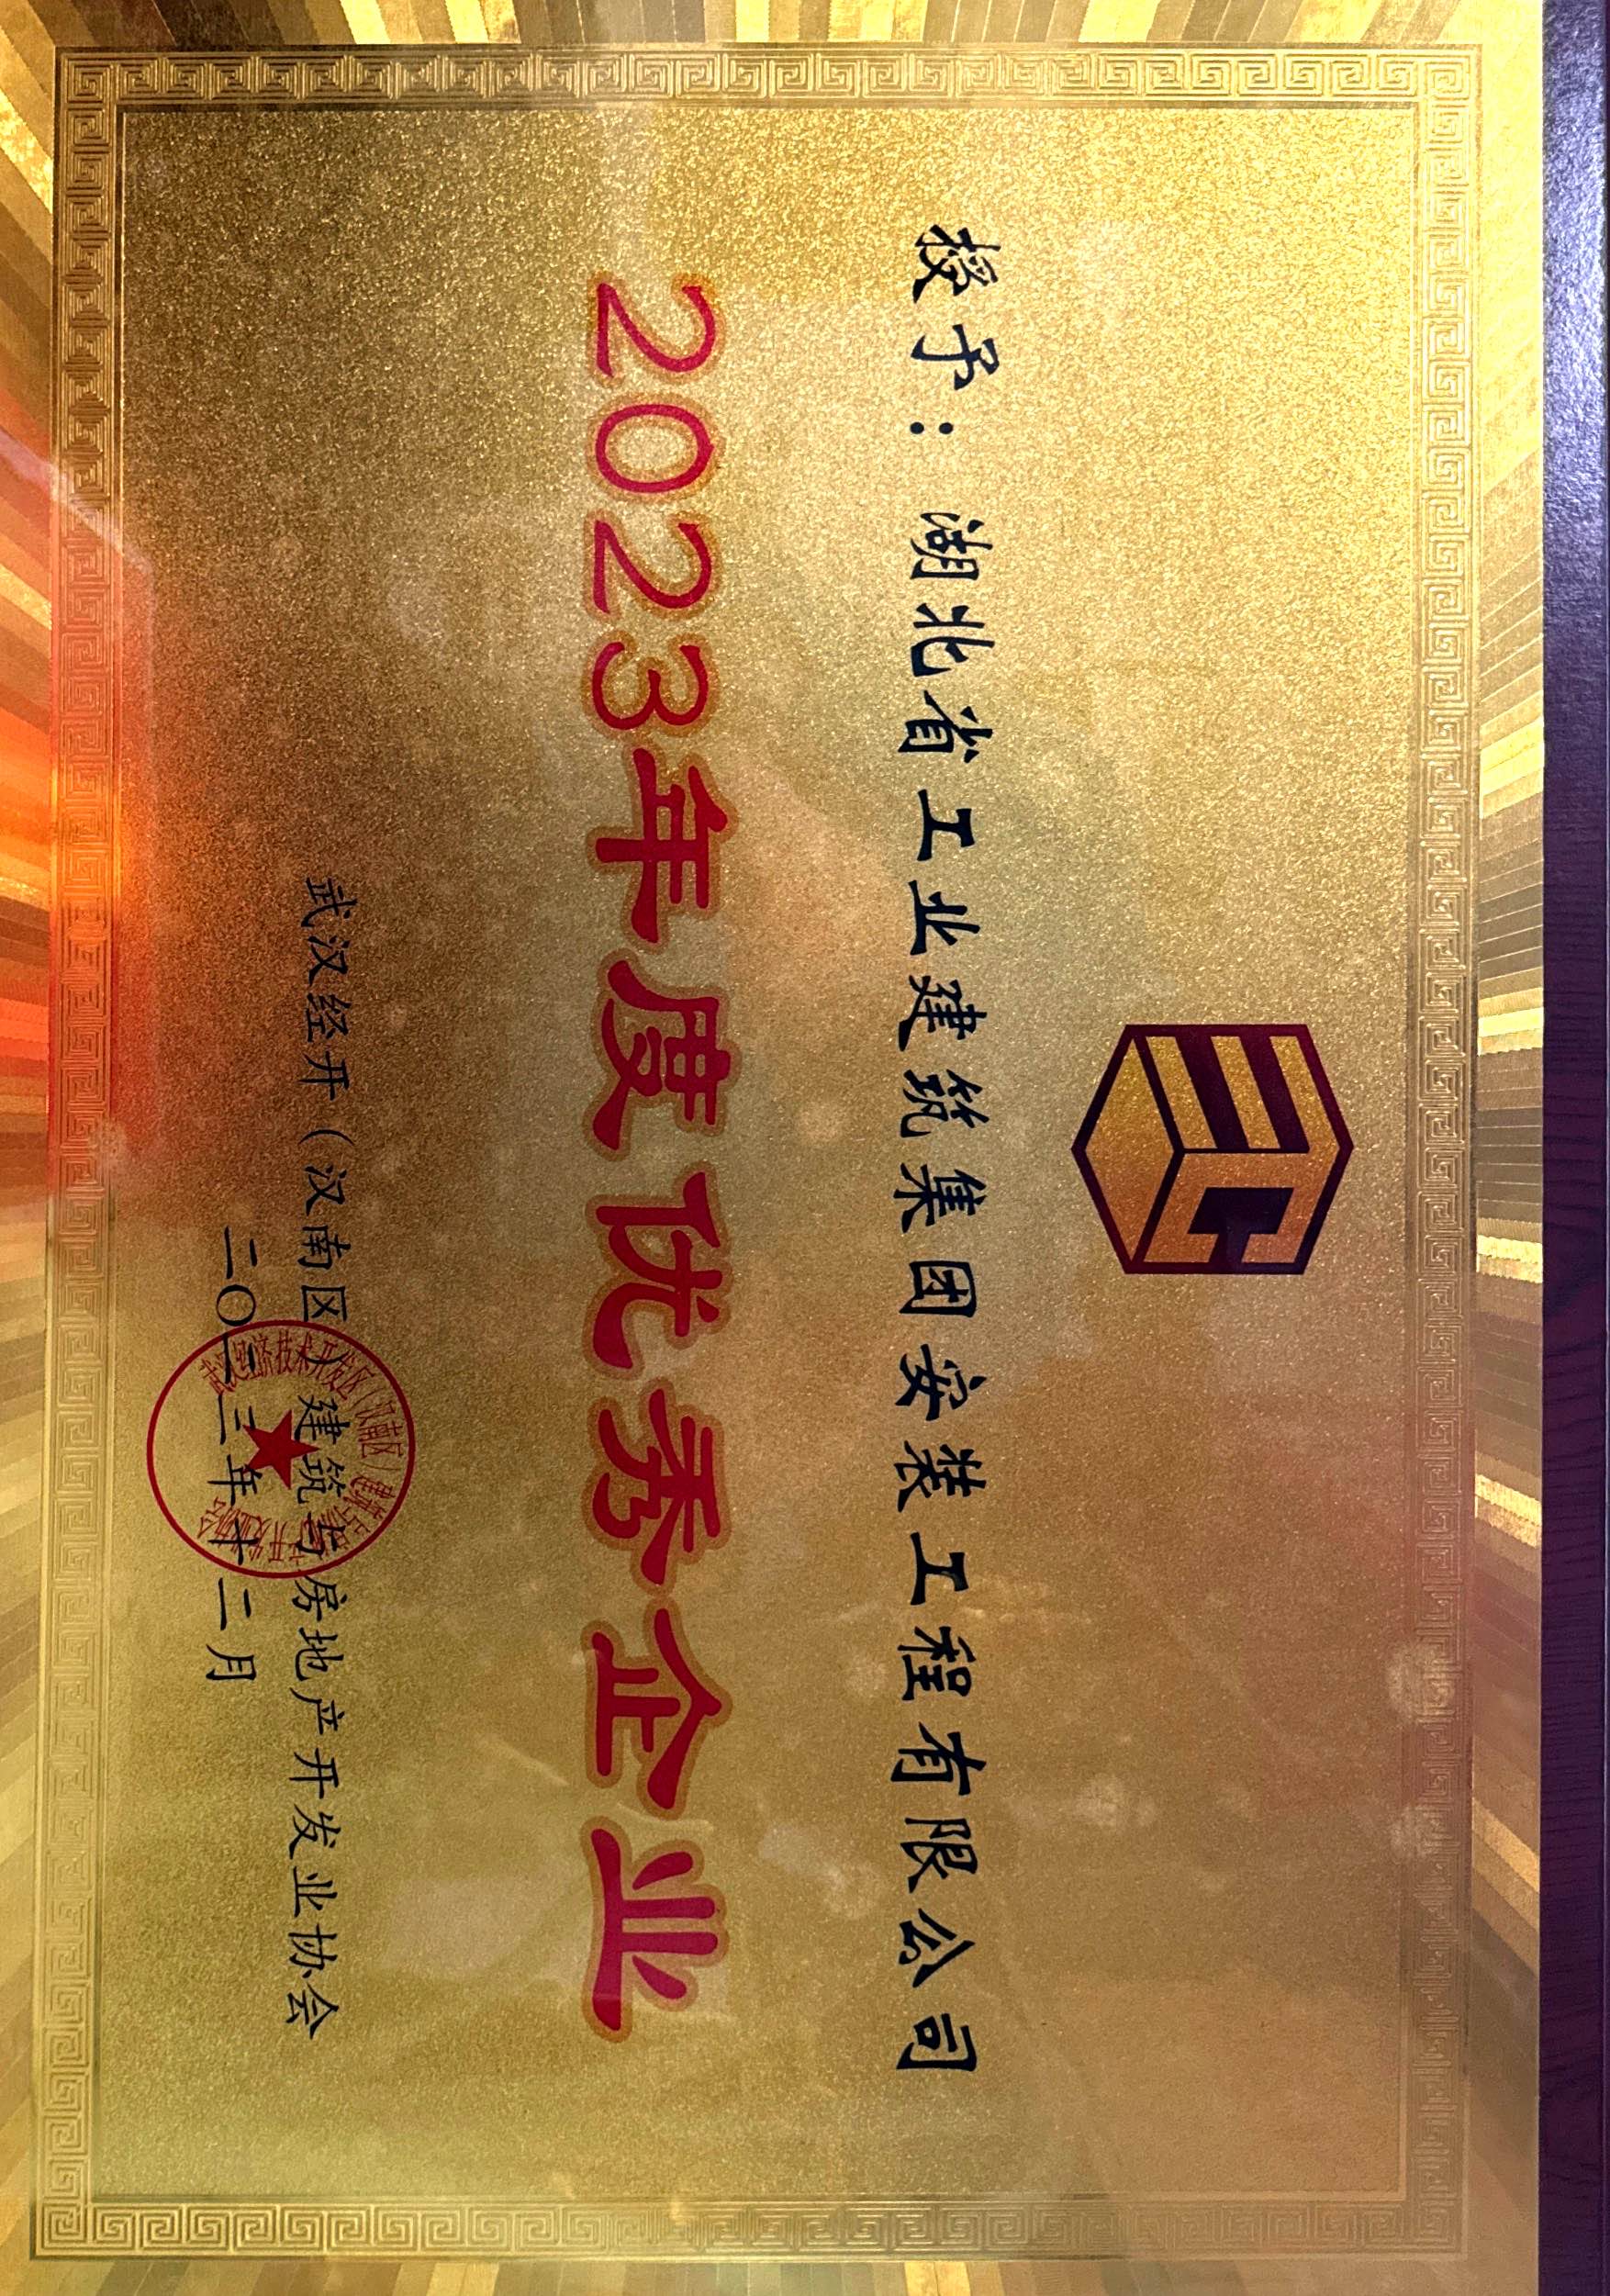 授予：湖北省工业建筑集团安装工程有限公司
2023年度优秀企业
武汉经开（汉南区）建筑与房地产开发业协会
二〇二三年十二月